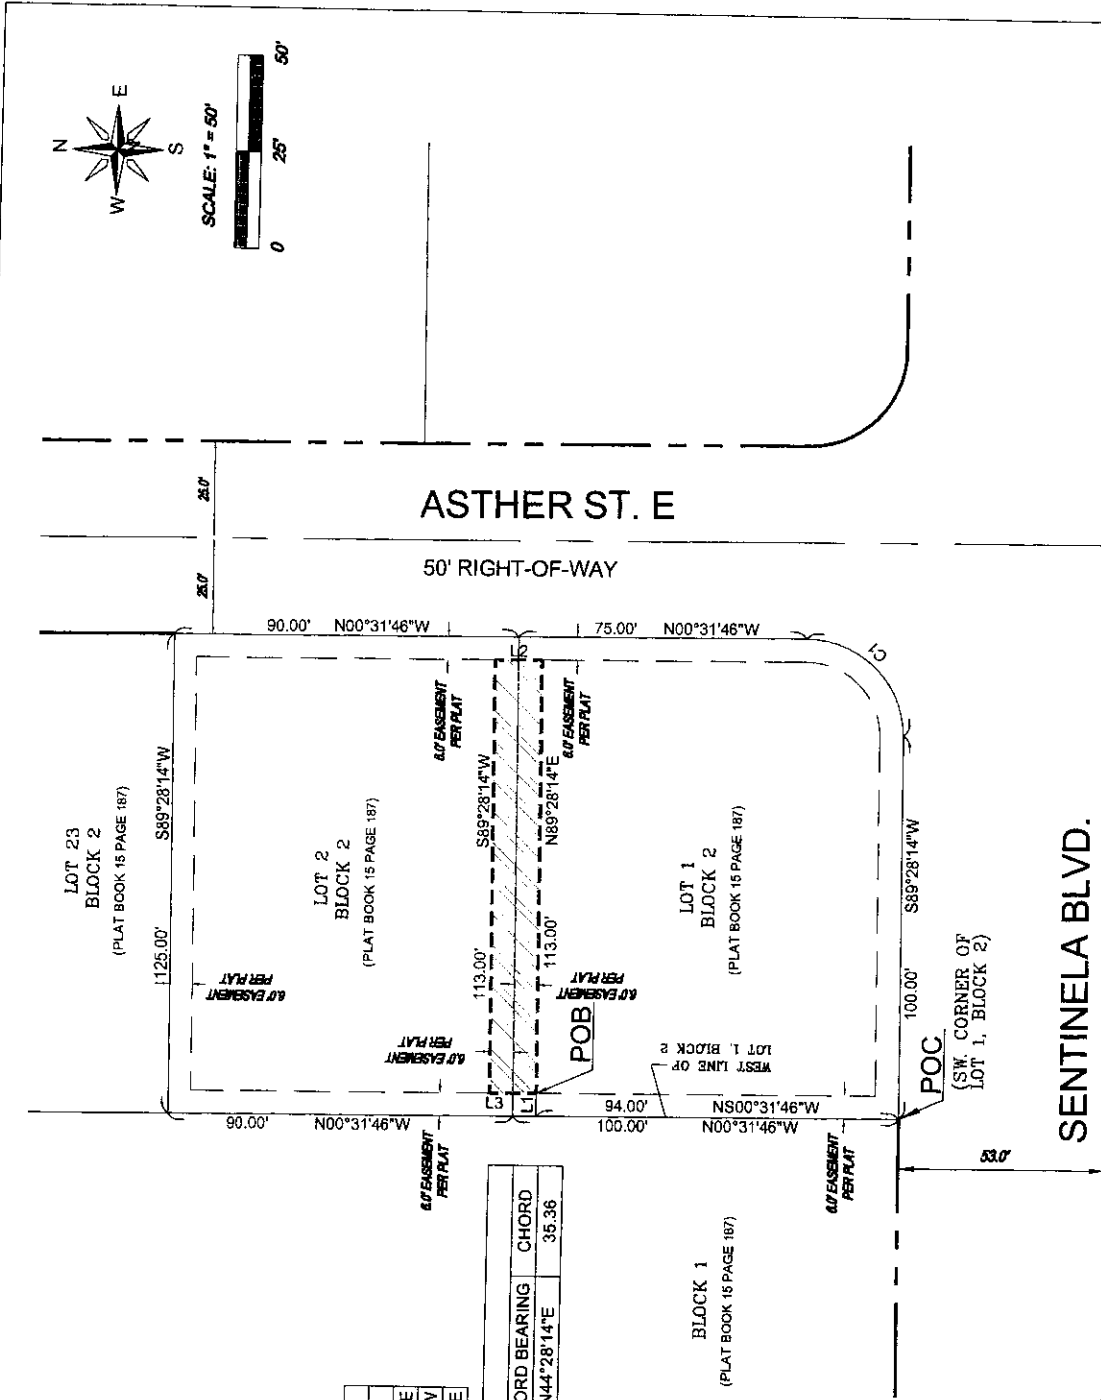 N
E
S
W
SCALE: 1" = 50'
0
25'
50'
ASTHER ST. E
50' RIGHT-OF-WAY
25.0'
25.0'
90.00' N00°31'46"W
75.00' N00°31'46"W
C1
L2
LOT 23
BLOCK 2
(PLAT BOOK 15 PAGE 187)
125.00'
S89°28'14"W
LOT 2
BLOCK 2
(PLAT BOOK 15 PAGE 187)
6.0' EASEMENT
PER PLAT
6.0' EASEMENT
PER PLAT
6.0' EASEMENT
PER PLAT
6.0' EASEMENT
PER PLAT
6.0' EASEMENT
PER PLAT
113.00'
S89°28'14"W
113.00'
N89°28'14"E
LOT 1
BLOCK 2
(PLAT BOOK 15 PAGE 187)
POB
WEST LINE OF
LOT 1, BLOCK 2
L3
L1
90.00' N00°31'46"W
94.00' NS00°31'46"W
100.00' N00°31'46"W
100.00'
S89°28'14"W
POC
(SW. CORNER OF
LOT 1, BLOCK 2)
6.0' EASEMENT
PER PLAT
6.0' EASEMENT
PER PLAT
53.0'
SENTINELA BLVD.
BLOCK 1
(PLAT BOOK 15 PAGE 187)
ORD BEARING CHORD
N44°28'14"E 35.36
E
W
E